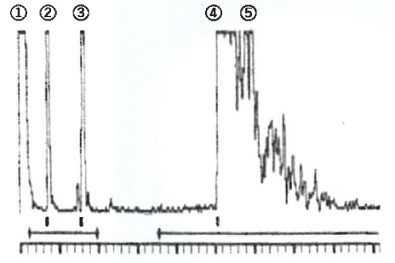 ① ② ③ ④ ⑤